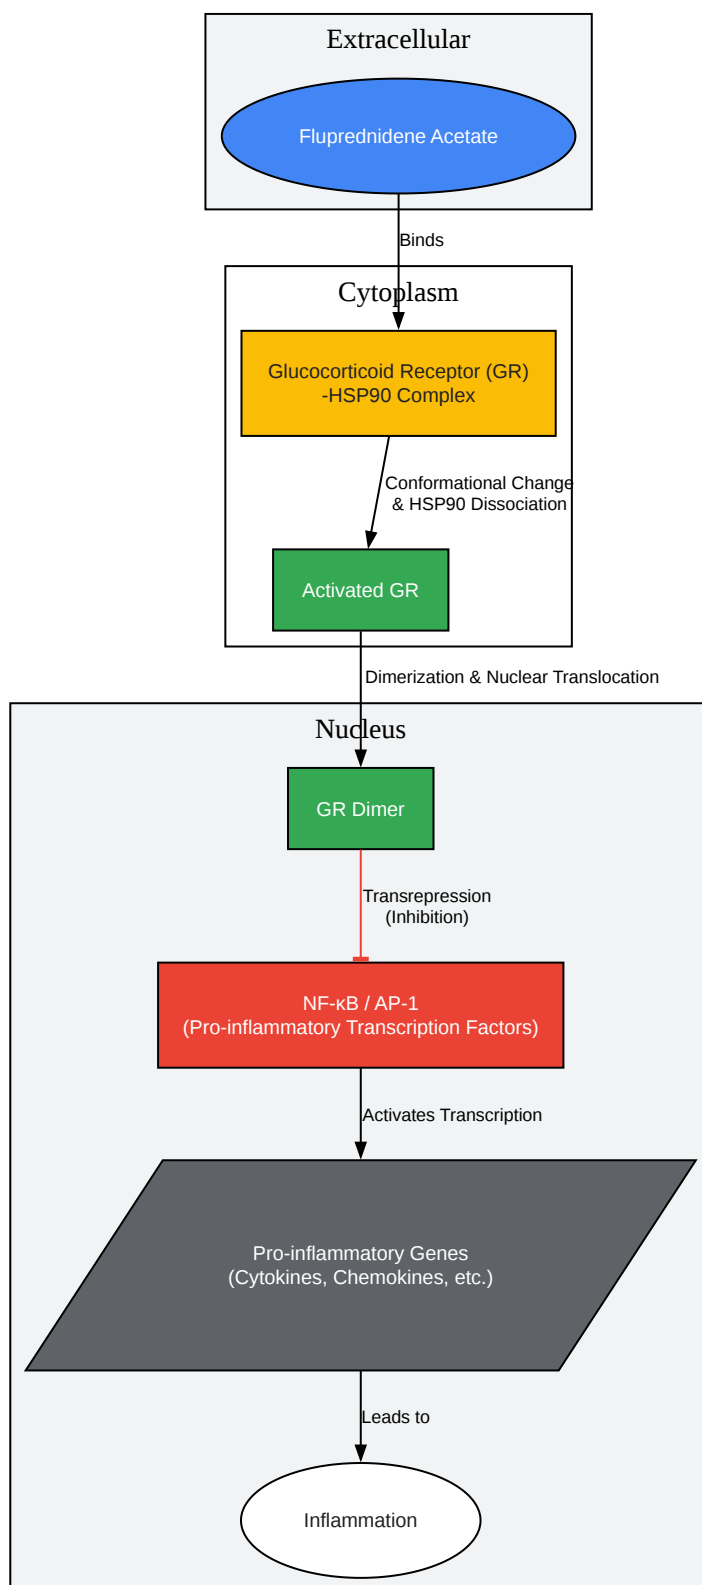 Extracellular
Fluprednidene Acetate
Binds
Cytoplasm
Glucocorticoid Receptor (GR)
-HSP90 Complex
Conformational Change
& HSP90 Dissociation
Activated GR
Dimerization & Nuclear Translocation
Nucleus
GR Dimer
Transrepression
(Inhibition)
NF-κB / AP-1
(Pro-inflammatory Transcription Factors)
Activates Transcription
Pro-inflammatory Genes
(Cytokines, Chemokines, etc.)
Leads to
Inflammation